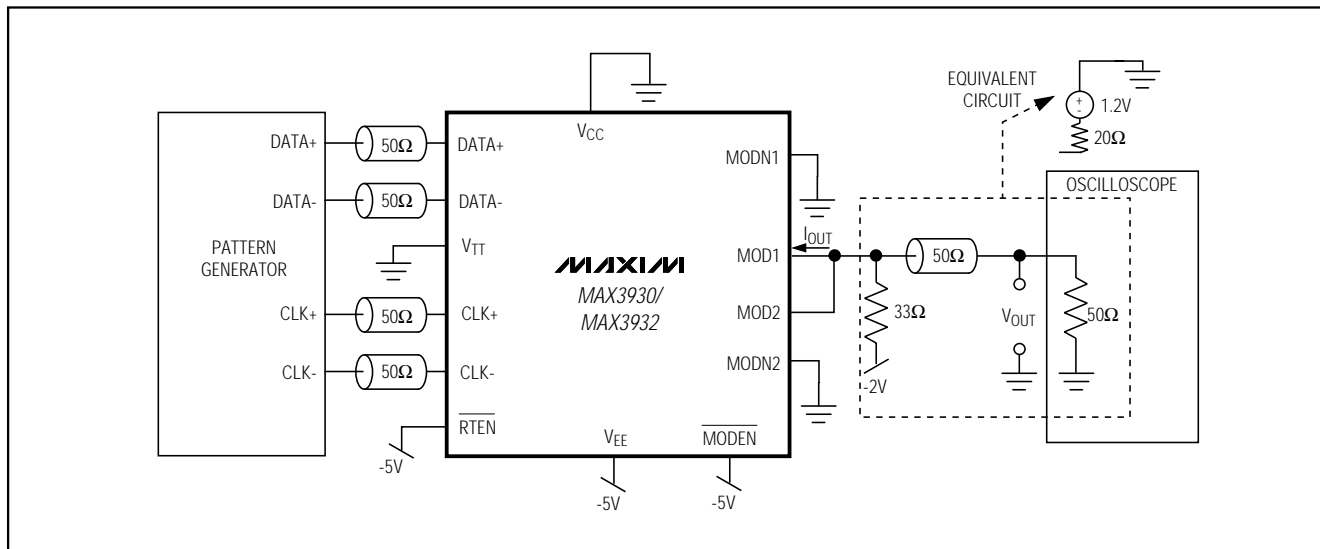 EQUIVALENT
CIRCUIT
+
-
1.2V
20Ω
OSCILLOSCOPE
PATTERN
GENERATOR
DATA+
50Ω
DATA+
DATA-
50Ω
DATA-
VTT
CLK+
50Ω
CLK+
CLK-
50Ω
CLK-
RTEN
-5V
VCC
MAXIM
MAX3930/
MAX3932
VEE
-5V
MODEN
-5V
MODN1
MOD1
IOUT
MOD2
MODN2
33Ω
-2V
50Ω
VOUT
50Ω